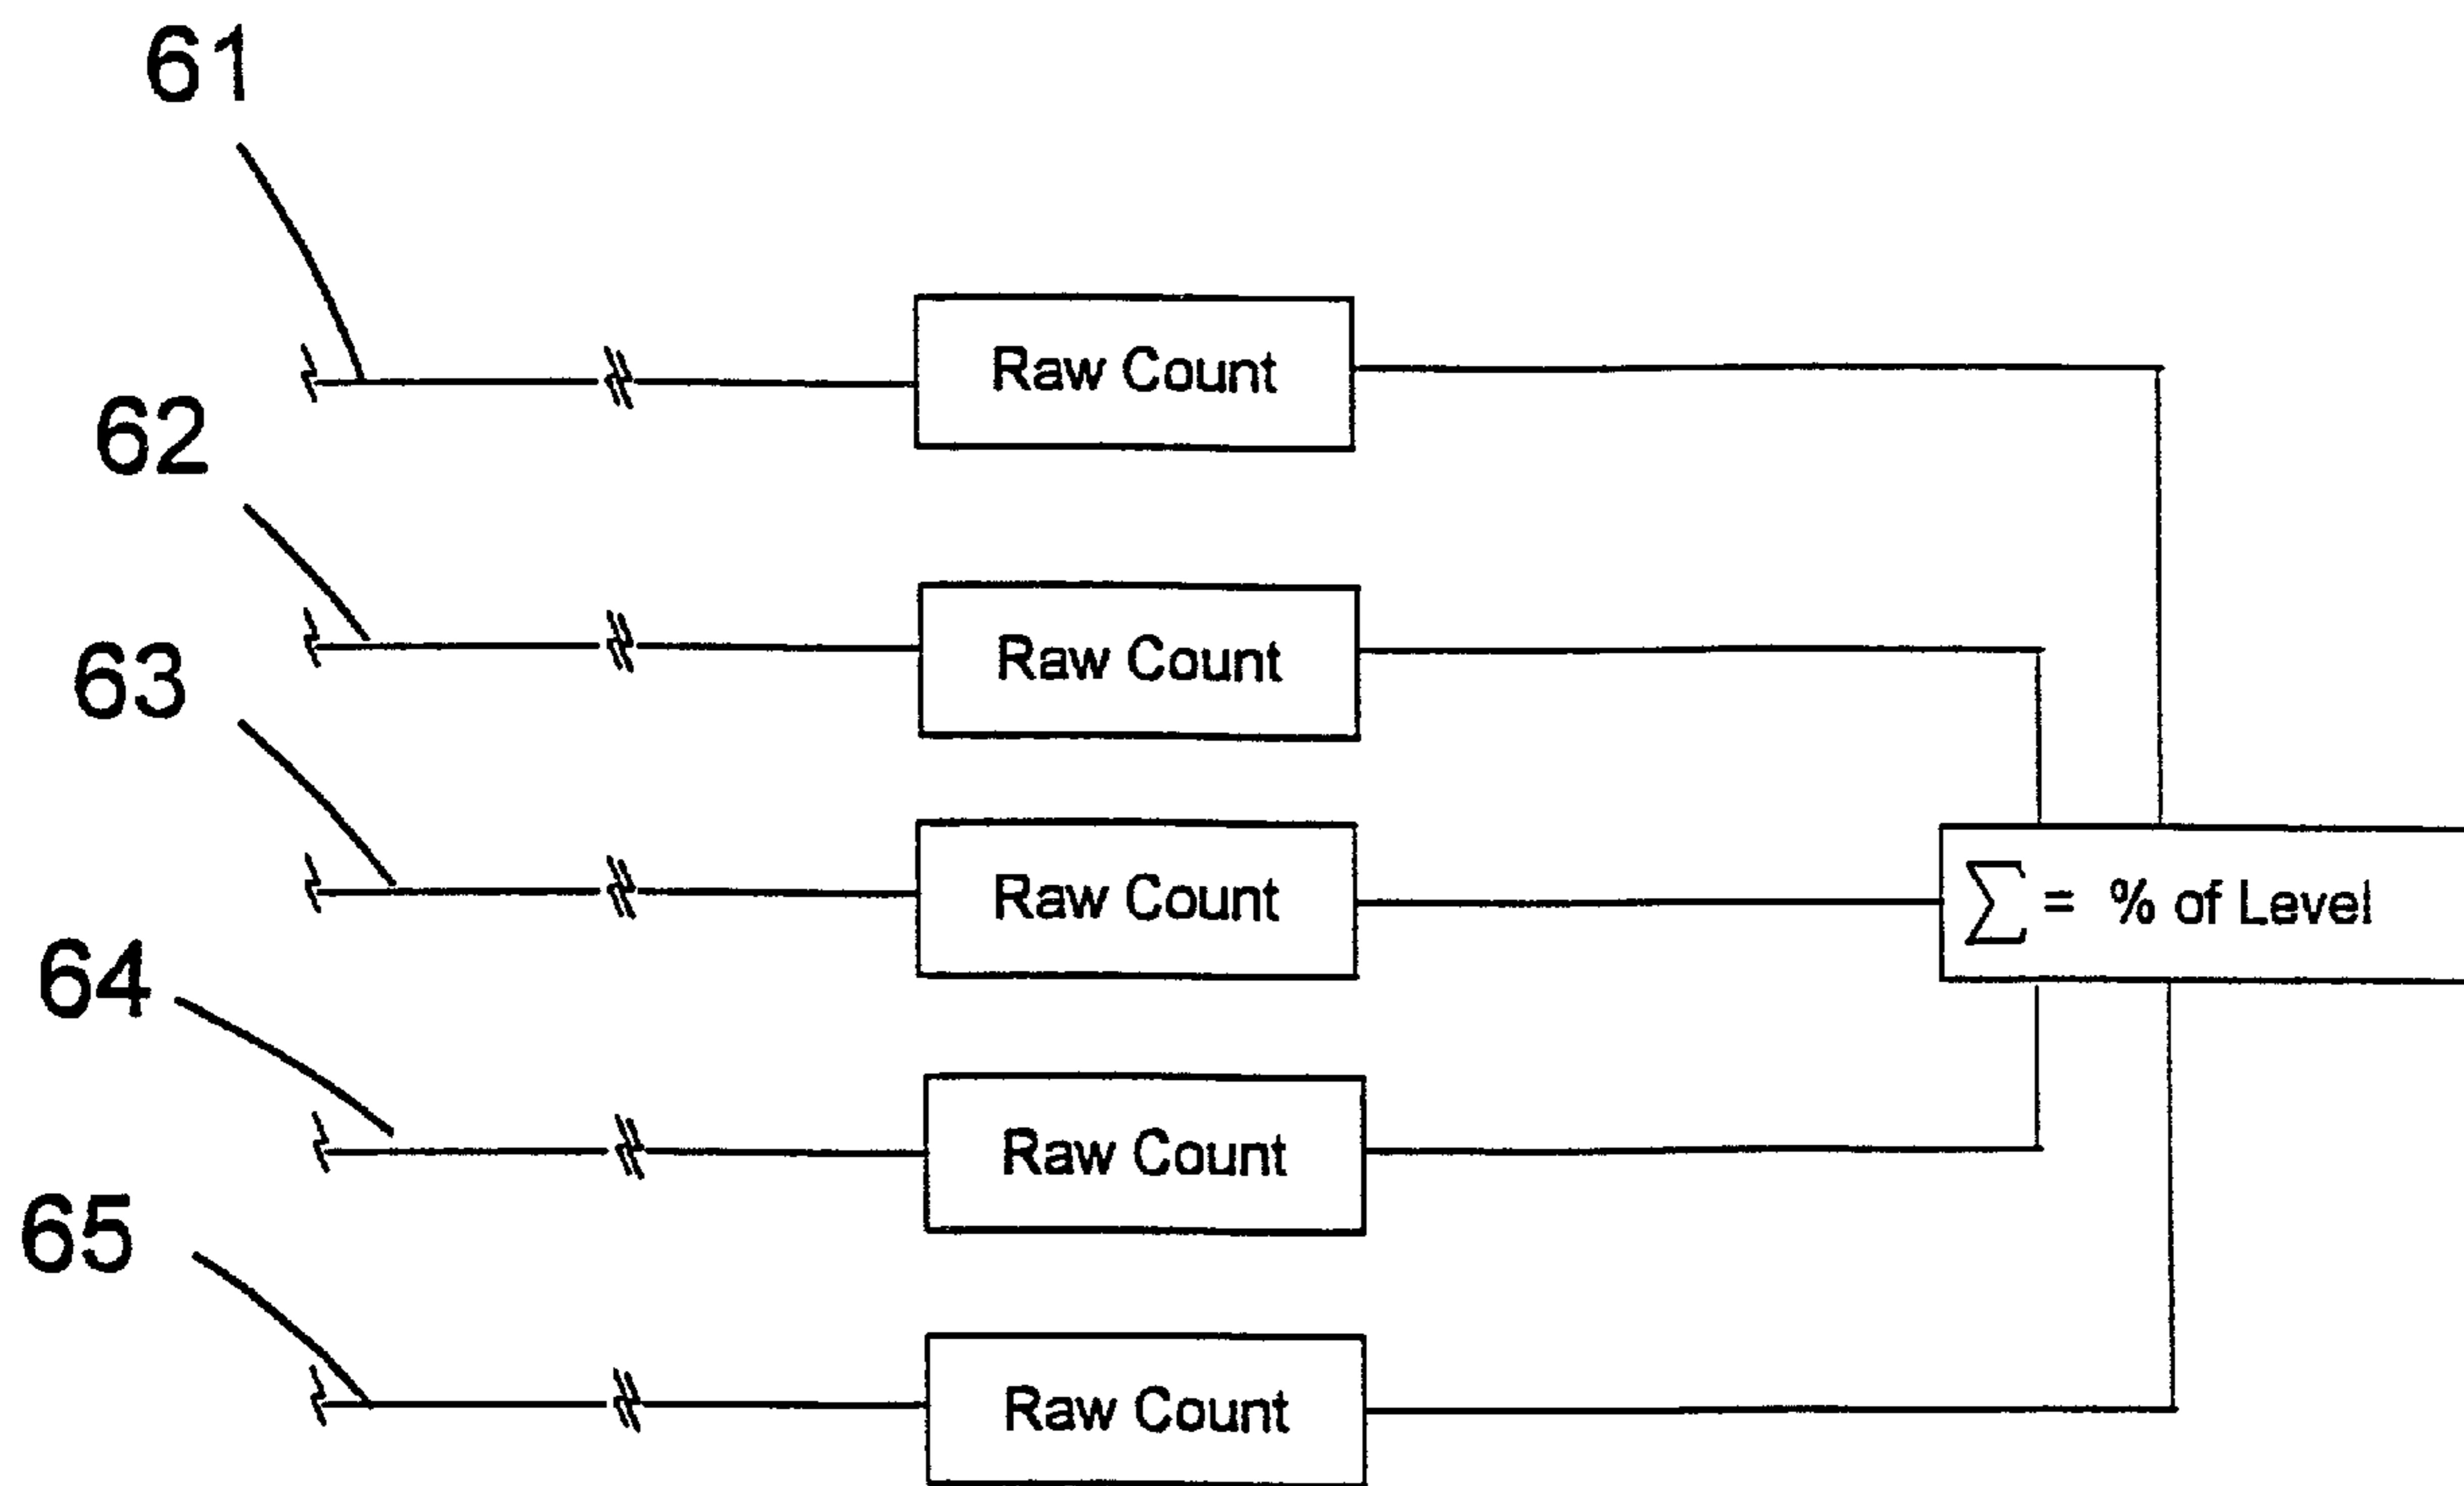 61
Raw Count
62
Raw Count
63
Raw Count
∑ = % of Level
64
Raw Count
65
Raw Count